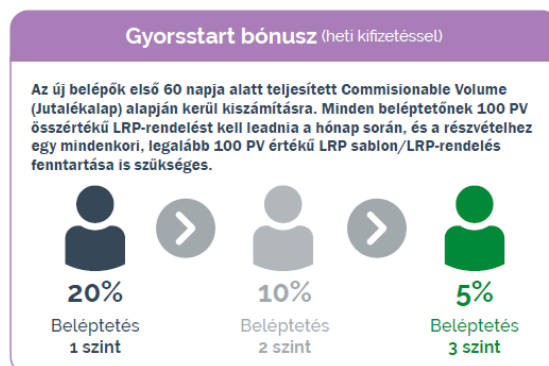 Gyorsstart bónusz (heti kifizetéssel)
Az új belépők első 60 napja alatt teljesített Commisionable Volume
(Jutalékalap) alapján kerül kiszámításra. Minden beléptetőnek 100 PV
összértékű LRP-rendelést kell leadnia a hónap során, és a részvételhez
egy mindenkori, legalább 100 PV értékű LRP sablon/LRP-rendelés
fenntartása is szükséges.
20% 10% 5%
Beléptetés Beléptetés Beléptetés
1 szint 2 szint 3 szint